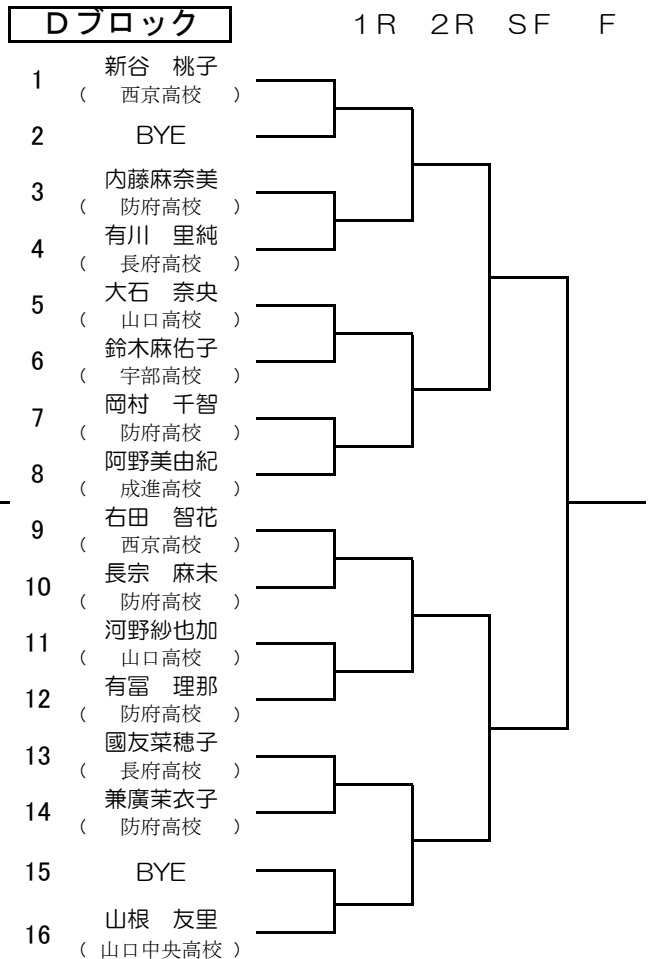 Ｄブロック　１Ｒ　２Ｒ　ＳＦ　Ｆ
1 新谷　桃子
（ 西京高校 ）
2 BYE
3 内藤麻奈美
（ 防府高校 ）
4 有川　里純
（ 長府高校 ）
5 大石　奈央
（ 山口高校 ）
6 鈴木麻佑子
（ 宇部高校 ）
7 岡村　千智
（ 防府高校 ）
8 阿野美由紀
（ 成進高校 ）
9 右田　智花
（ 西京高校 ）
10 長宗　麻未
（ 防府高校 ）
11 河野紗也加
（ 山口高校 ）
12 有冨　理那
（ 防府高校 ）
13 國友菜穂子
（ 長府高校 ）
14 兼廣茉衣子
（ 防府高校 ）
15 BYE
16 山根　友里
（ 山口中央高校 ）